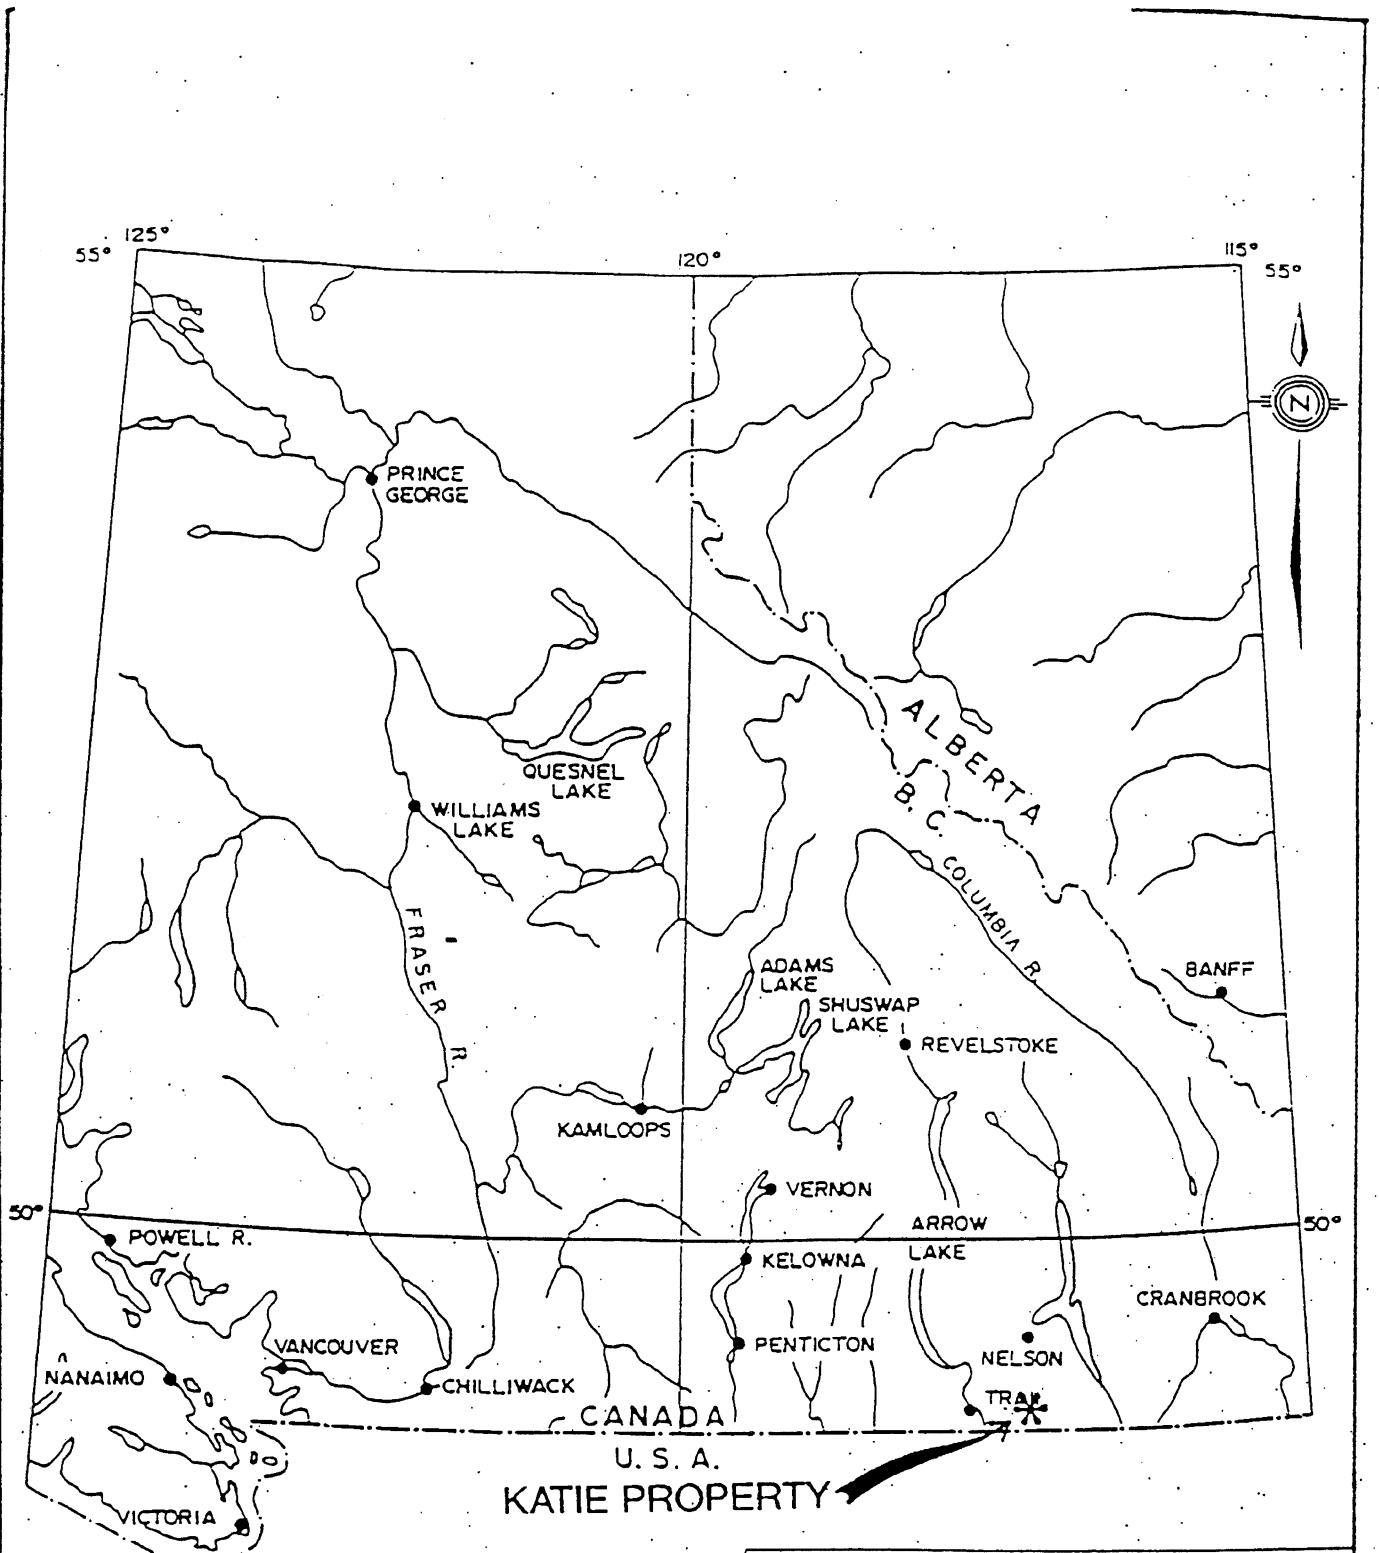 125°
55°
120°
115°
55°
N
PRINCE
GEORGE
ALBERTA
B. C.
QUESNEL
LAKE
WILLIAMS
LAKE
COLUMBIA R.
FRASER R.
ADAMS
LAKE
SHUSWAP
LAKE
BANFF
REVELSTOKE
KAMLOOPS
VERNON
50°
50°
POWELL R.
ARROW
LAKE
KELOWNA
CRANBROOK
VANCOUVER
PENTICTON
NELSON
NANAIMO
CHILLIWACK
TRAIL
CANADA
U. S. A.
KATIE PROPERTY
VICTORIA